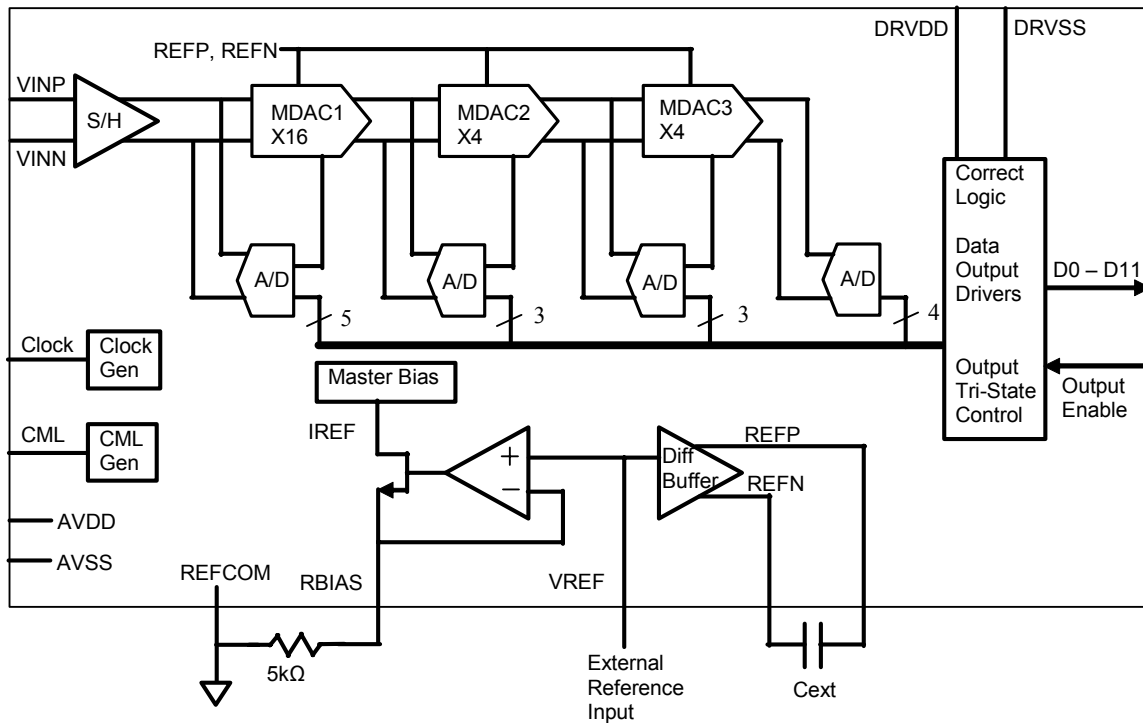 DRVDD
DRVSS
REFP, REFN
VINP
S/H
VINN
MDAC1
X16
MDAC2
X4
MDAC3
X4
A/D
A/D
A/D
A/D
5
3
3
4
Correct
Logic
Data
Output
Drivers
Output
Tri-State
Control
D0 – D11
Output
Enable
Clock
Clock
Gen
CML
CML
Gen
AVDD
AVSS
Master Bias
IREF
+
−
Diff
Buffer
REFP
REFN
REFCOM
RBIAS
VREF
5kΩ
External
Reference
Input
Cext